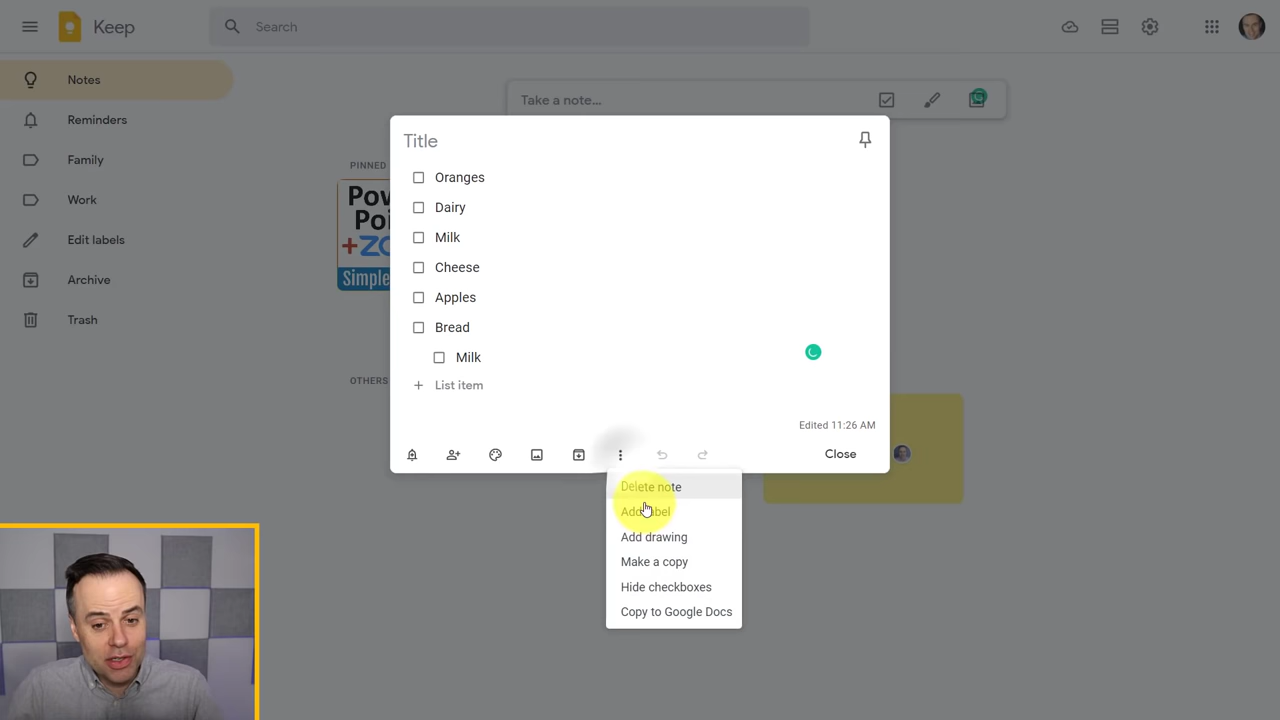 Keep
Search
Notes
Reminders
Family
Work
Edit labels
Archive
Trash
Take a note...
PINNED
OTHERS
Title
Oranges
Dairy
Milk
Cheese
Apples
Bread
Milk
+ List item
Edited 11:26 AM
Close
Delete note
Add label
Add drawing
Make a copy
Hide checkboxes
Copy to Google Docs